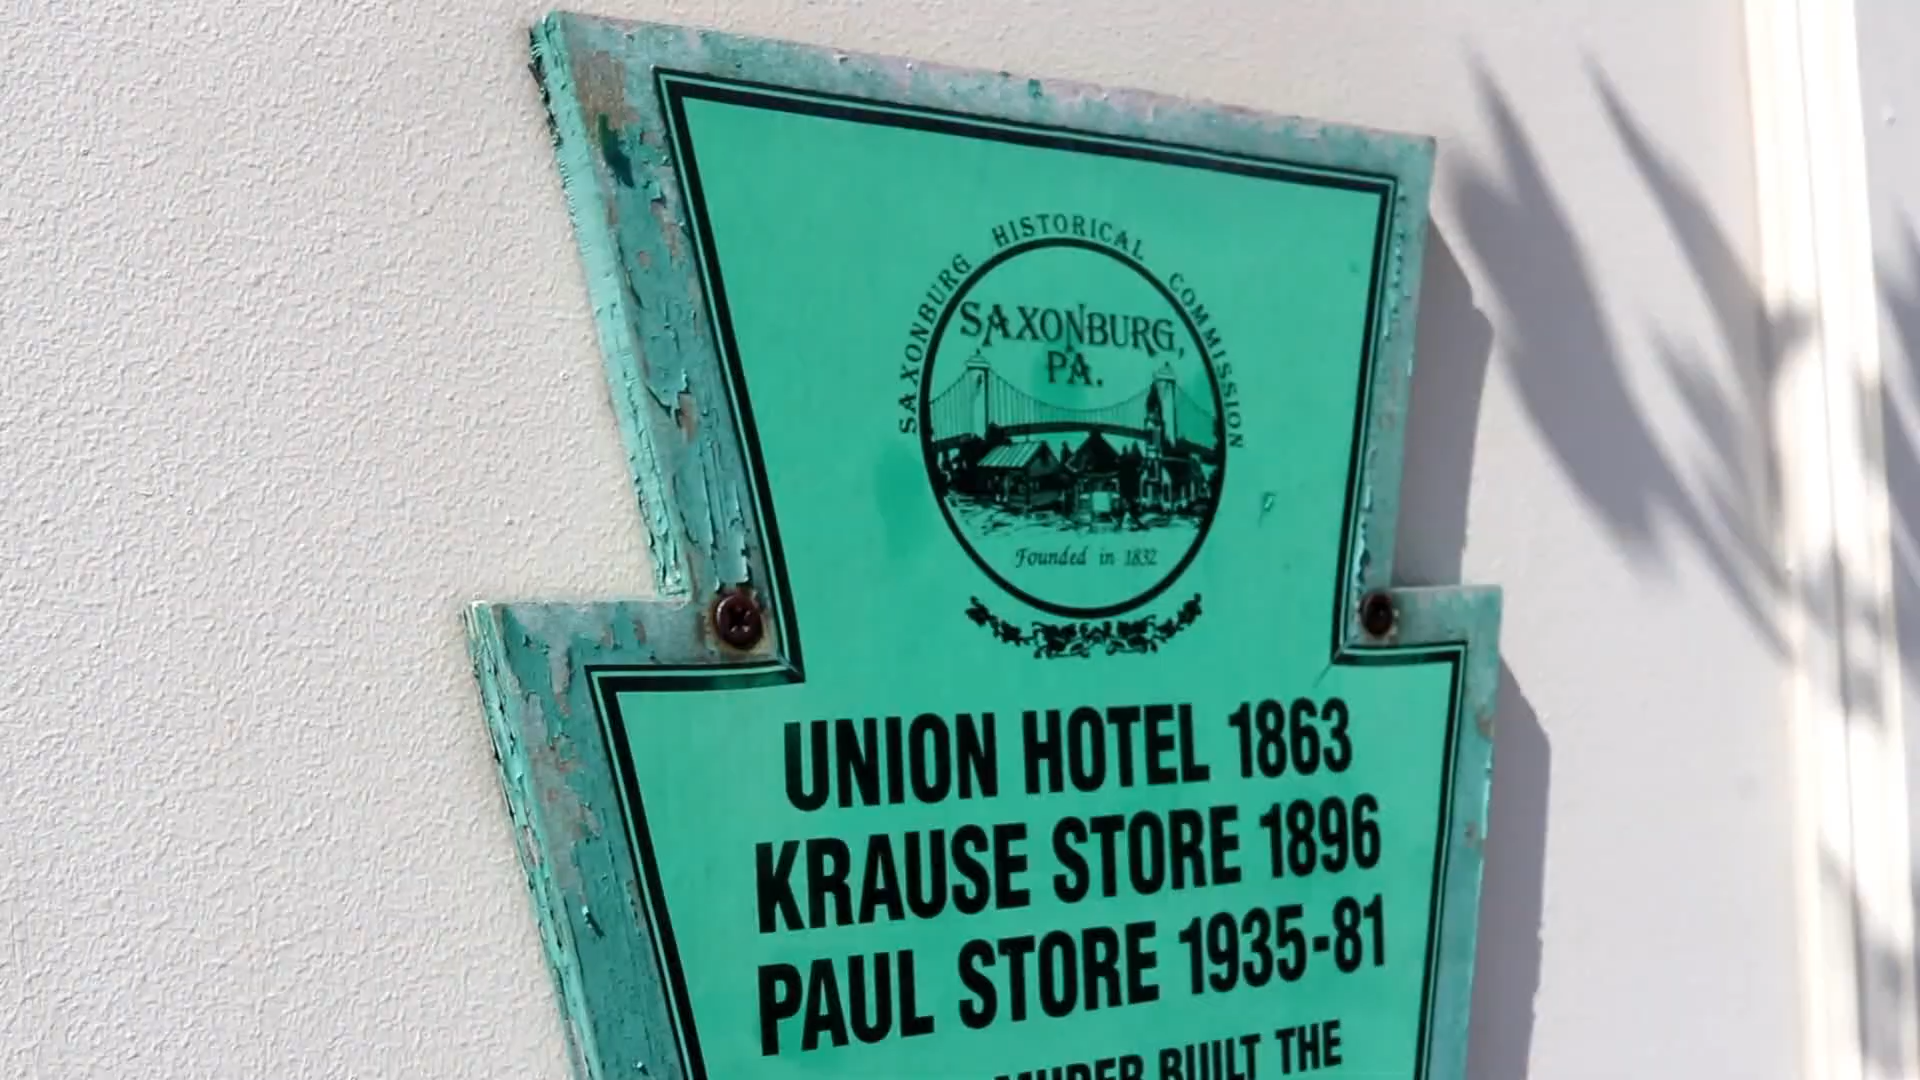 SAXONBURG HISTORICAL COMMISSION
SAXONBURG,
PA.
Founded in 1832
UNION HOTEL 1863
KRAUSE STORE 1896
PAUL STORE 1935-81
BUILT THE